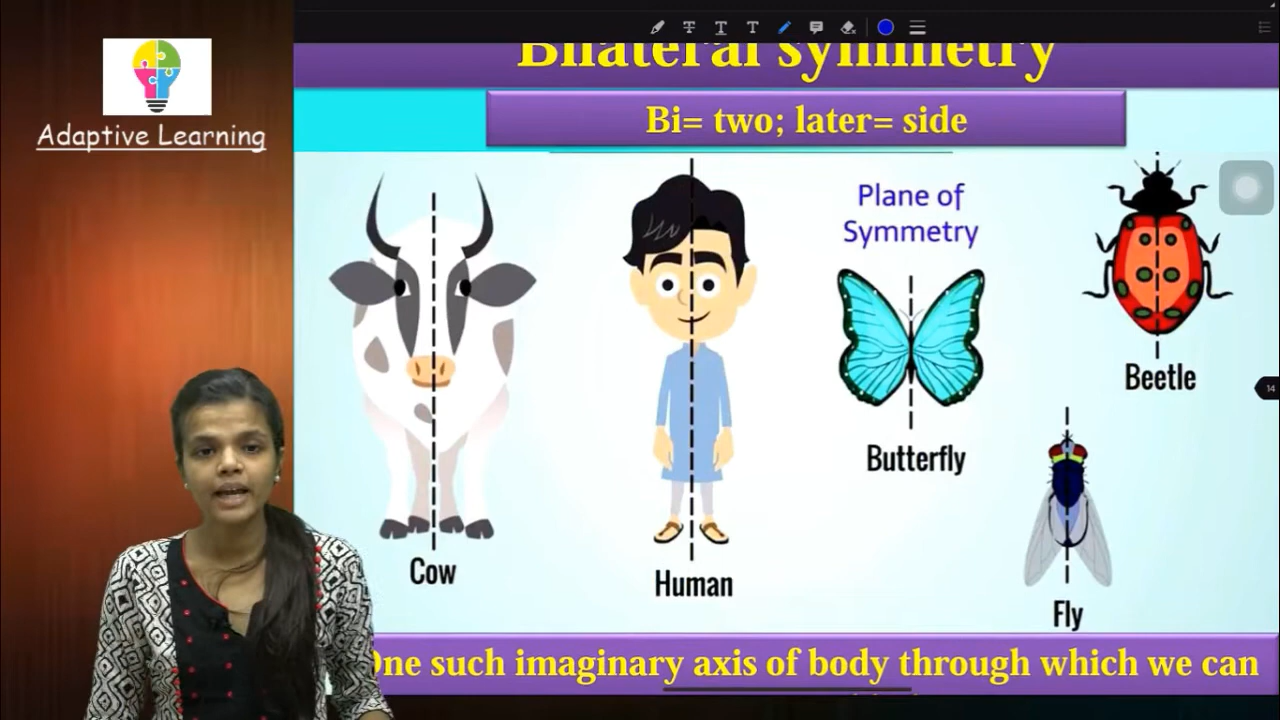 Adaptive Learning
Bilateral symmetry
Bi= two; later= side
Plane of
Symmetry
Beetle
Butterfly
Cow
Human
Fly
One such imaginary axis of body through which we can
14
T
T
T